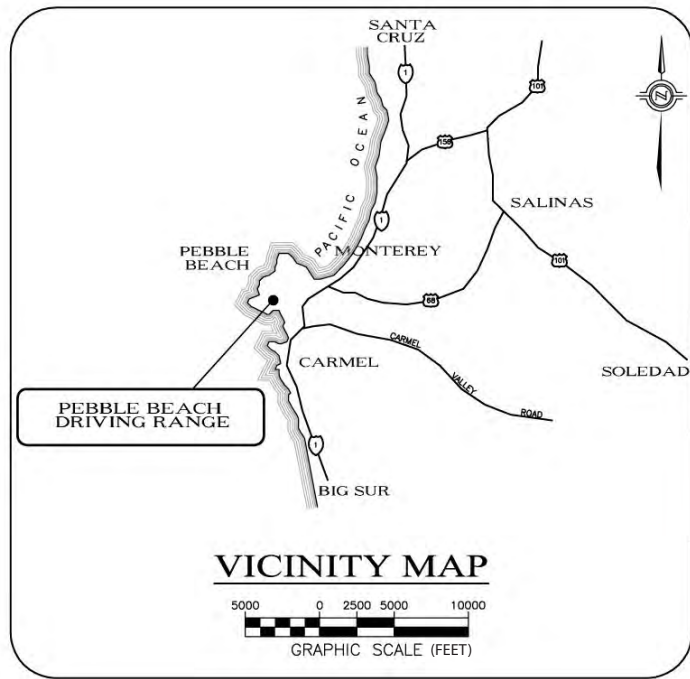 SANTA
CRUZ
1
101
N
156
PACIFIC OCEAN
SALINAS
1
MONTEREY
PEBBLE
BEACH
101
68
CARMEL
VALLEY
ROAD
CARMEL
SOLEDAD
PEBBLE BEACH
DRIVING RANGE
1
BIG SUR
VICINITY MAP
5000 0 2500 5000 10000
GRAPHIC SCALE (FEET)